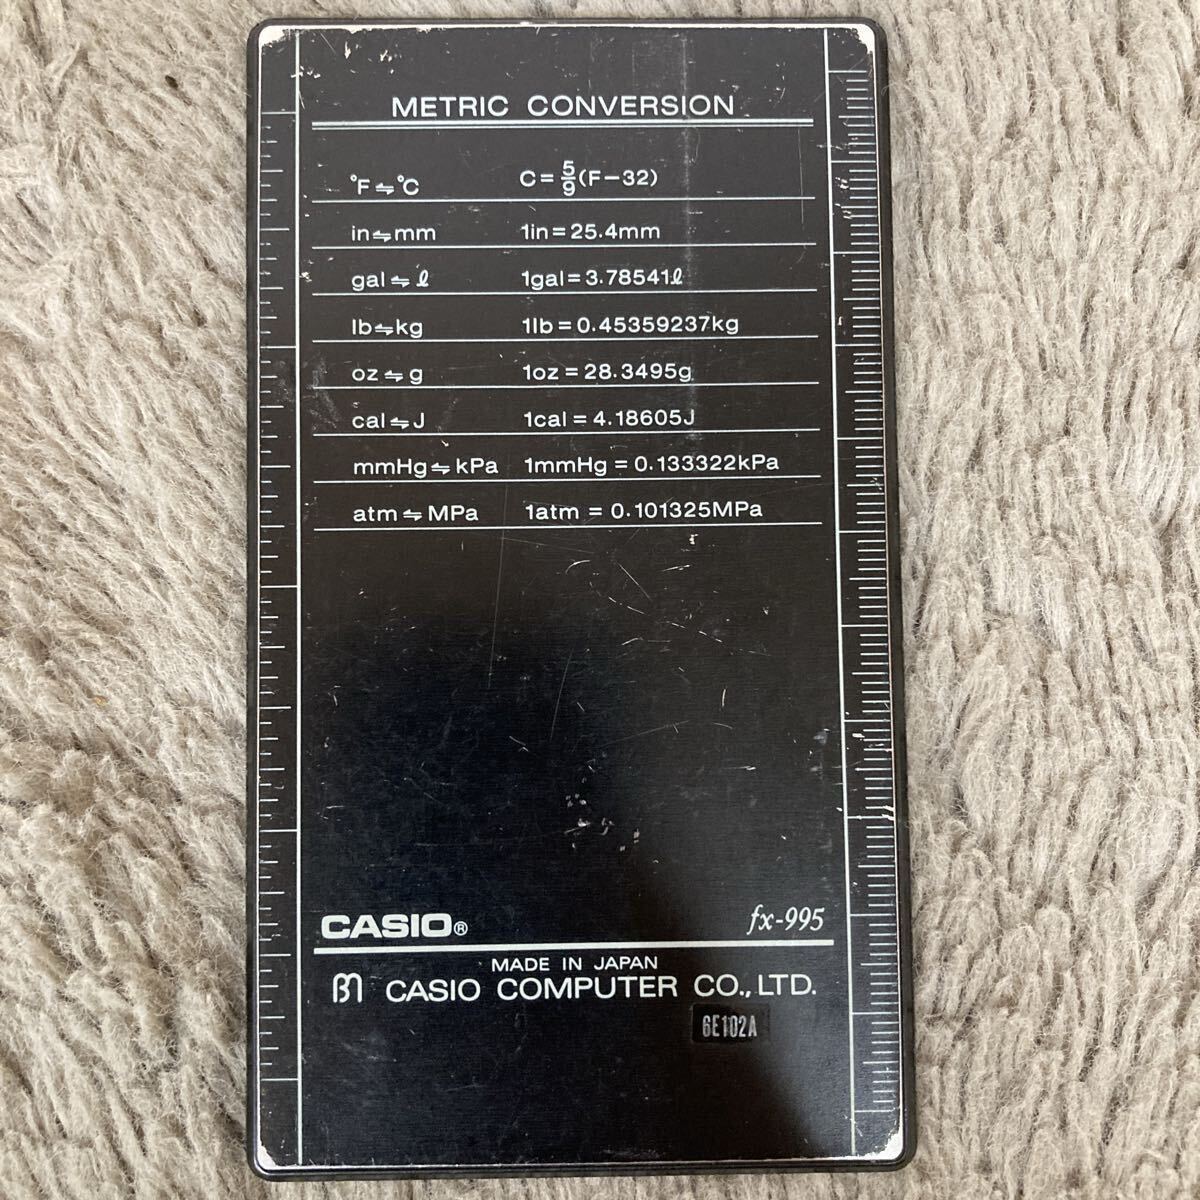 METRIC CONVERSION
°F⇋°C C=5/9(F−32)
in⇋mm 1in=25.4mm
gal⇋ℓ 1gal=3.78541ℓ
lb⇋kg 1lb=0.45359237kg
oz⇋g 1oz=28.3495g
cal⇋J 1cal=4.18605J
mmHg⇋kPa 1mmHg=0.133322kPa
atm⇋MPa 1atm=0.101325MPa
CASIO® fx-995
MADE IN JAPAN
CASIO COMPUTER CO., LTD.
6E102A